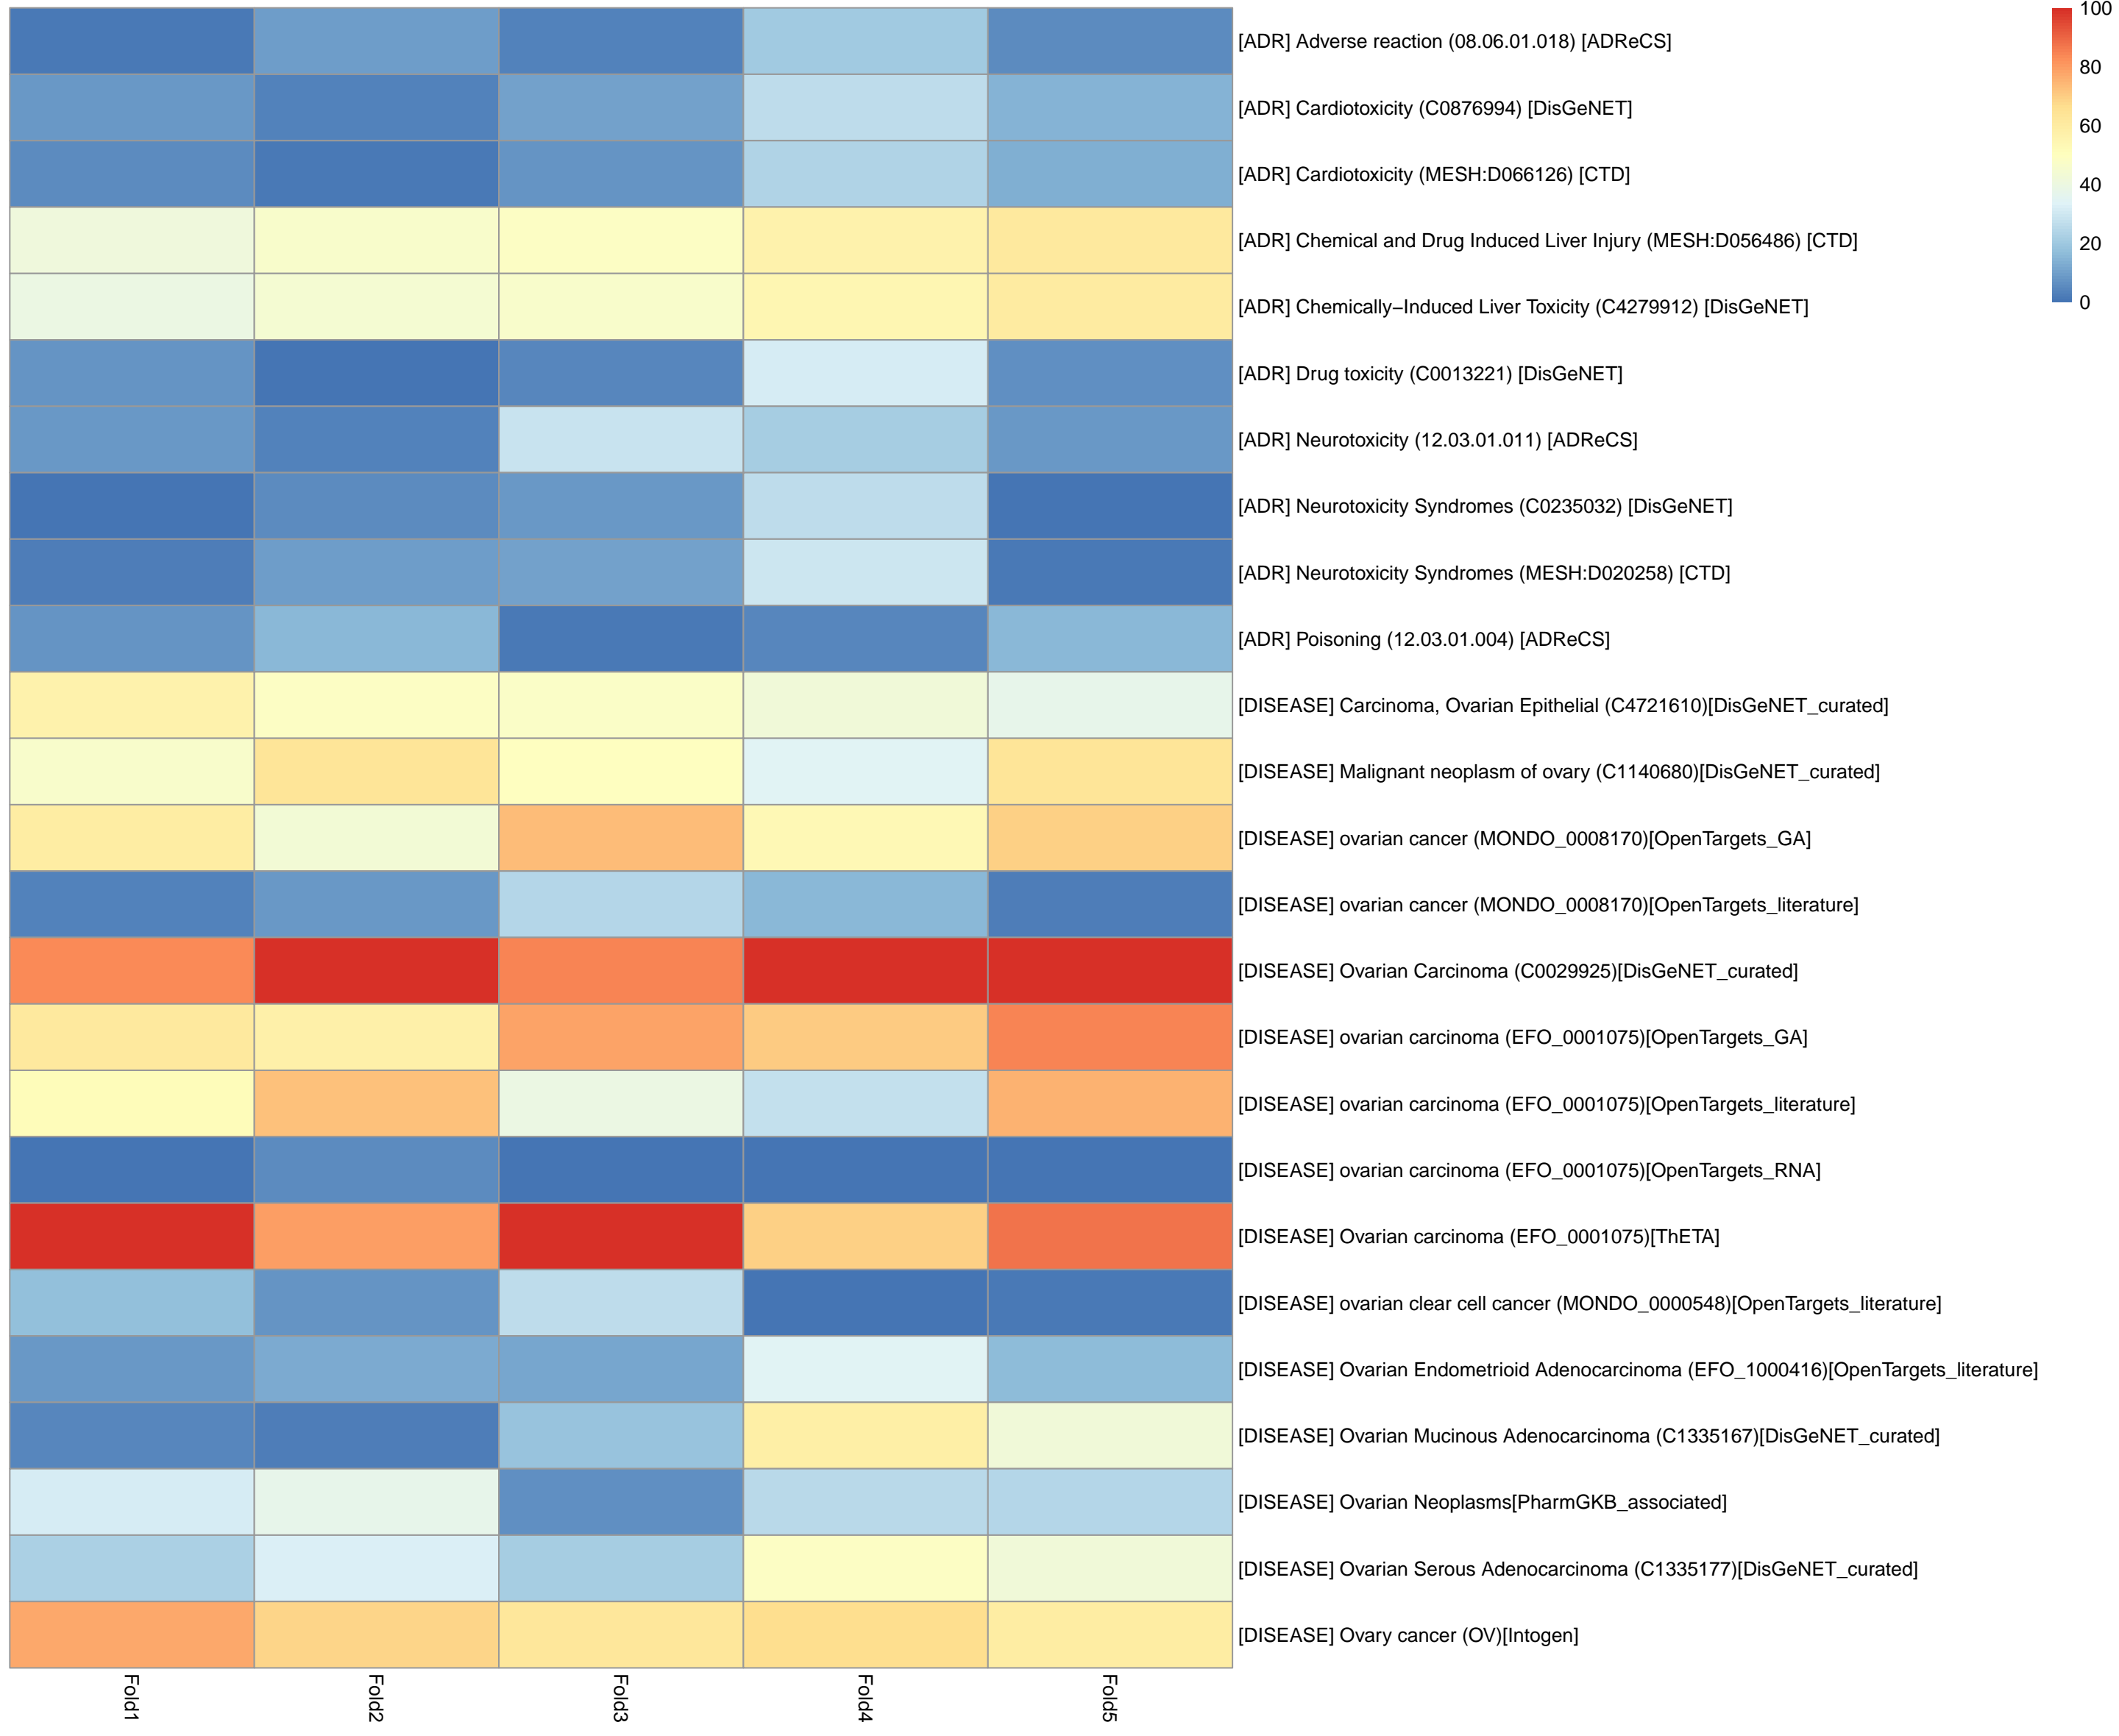 [ADR] Adverse reaction (08.06.01.018) [ADReCS]
[ADR] Cardiotoxicity (C0876994) [DisGeNET]
[ADR] Cardiotoxicity (MESH:D066126) [CTD]
[ADR] Chemical and Drug Induced Liver Injury (MESH:D056486) [CTD]
[ADR] Chemically−Induced Liver Toxicity (C4279912) [DisGeNET]
[ADR] Drug toxicity (C0013221) [DisGeNET]
[ADR] Neurotoxicity (12.03.01.011) [ADReCS]
[ADR] Neurotoxicity Syndromes (C0235032) [DisGeNET]
[ADR] Neurotoxicity Syndromes (MESH:D020258) [CTD]
[ADR] Poisoning (12.03.01.004) [ADReCS]
[DISEASE] Carcinoma, Ovarian Epithelial (C4721610)[DisGeNET_curated]
[DISEASE] Malignant neoplasm of ovary (C1140680)[DisGeNET_curated]
[DISEASE] ovarian cancer (MONDO_0008170)[OpenTargets_GA]
[DISEASE] ovarian cancer (MONDO_0008170)[OpenTargets_literature]
[DISEASE] Ovarian Carcinoma (C0029925)[DisGeNET_curated]
[DISEASE] ovarian carcinoma (EFO_0001075)[OpenTargets_GA]
[DISEASE] ovarian carcinoma (EFO_0001075)[OpenTargets_literature]
[DISEASE] ovarian carcinoma (EFO_0001075)[OpenTargets_RNA]
[DISEASE] Ovarian carcinoma (EFO_0001075)[ThETA]
[DISEASE] ovarian clear cell cancer (MONDO_0000548)[OpenTargets_literature]
[DISEASE] Ovarian Endometrioid Adenocarcinoma (EFO_1000416)[OpenTargets_literature]
[DISEASE] Ovarian Mucinous Adenocarcinoma (C1335167)[DisGeNET_curated]
[DISEASE] Ovarian Neoplasms[PharmGKB_associated]
[DISEASE] Ovarian Serous Adenocarcinoma (C1335177)[DisGeNET_curated]
[DISEASE] Ovary cancer (OV)[Intogen]
Fold1
Fold2
Fold3
Fold4
Fold5
100
80
60
40
20
0